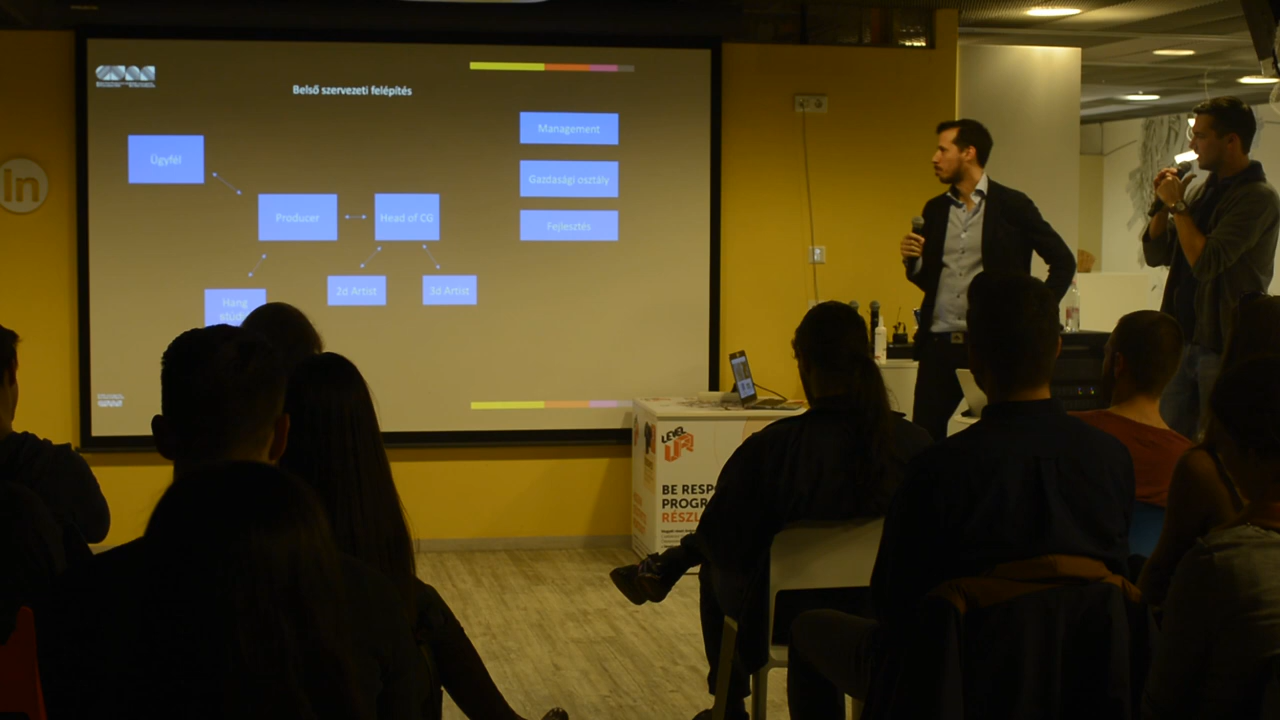 Belső szervezeti felépítés
Ügyfél
Producer
Head of CG
Hang
2d Artist
3d Artist
Management
Gazdasági osztály
Fejlesztés
In
LEVEL
UP
BE RESP
PROGR
RÉSZL